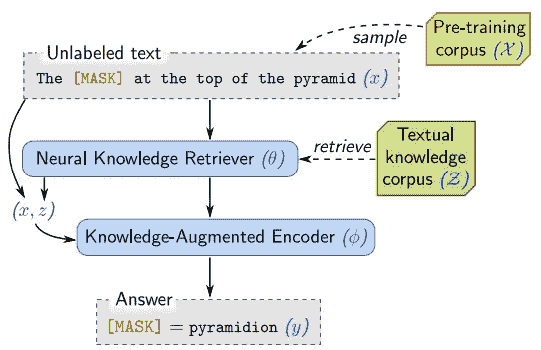 Pre-training
corpus (𝒳)
sample
Unlabeled text
The [MASK] at the top of the pyramid (x)
Textual
knowledge
corpus (𝒵)
retrieve
Neural Knowledge Retriever (θ)
(x, z)
Knowledge-Augmented Encoder (ϕ)
Answer
[MASK] = pyramidion (y)